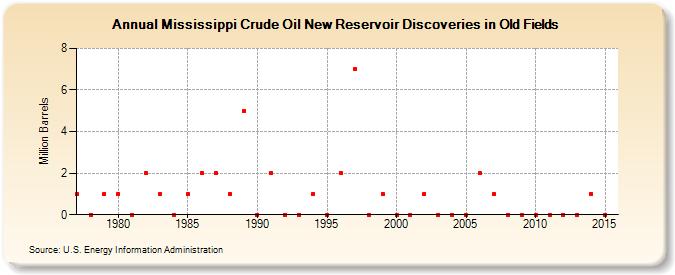 Annual Mississippi Crude Oil New Reservoir Discoveries in Old Fields
Million Barrels
8
6
4
2
0
1980 1985 1990 1995 2000 2005 2010 2015
Source: U.S. Energy Information Administration